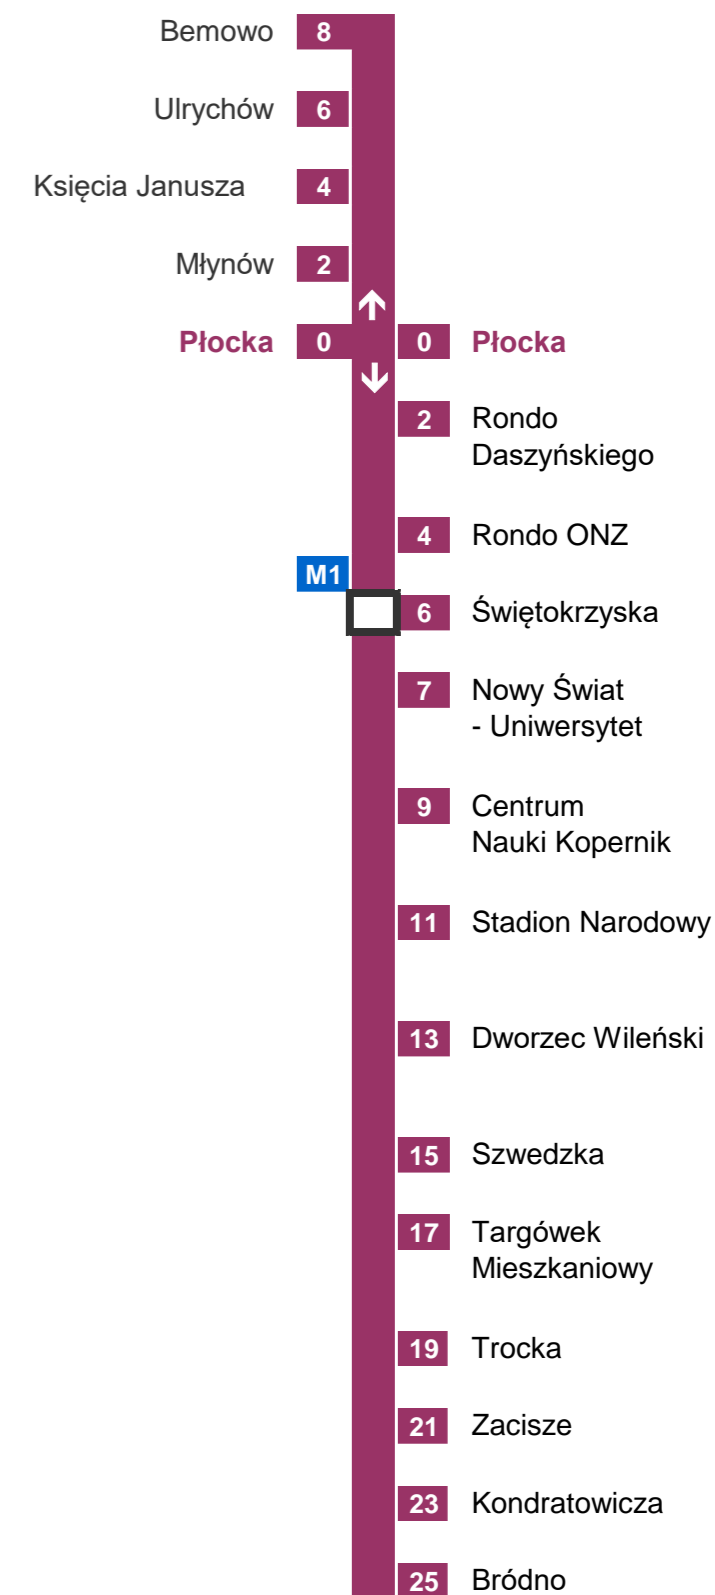 Bemowo 8
Ulrychów 6
Księcia Janusza 4
Młynów 2
Płocka 0 0 Płocka
2 Rondo
Daszyńskiego
4 Rondo ONZ
M1
6 Świętokrzyska
7 Nowy Świat
- Uniwersytet
9 Centrum
Nauki Kopernik
11 Stadion Narodowy
13 Dworzec Wileński
15 Szwedzka
17 Targówek
Mieszkaniowy
19 Trocka
21 Zacisze
23 Kondratowicza
25 Bródno